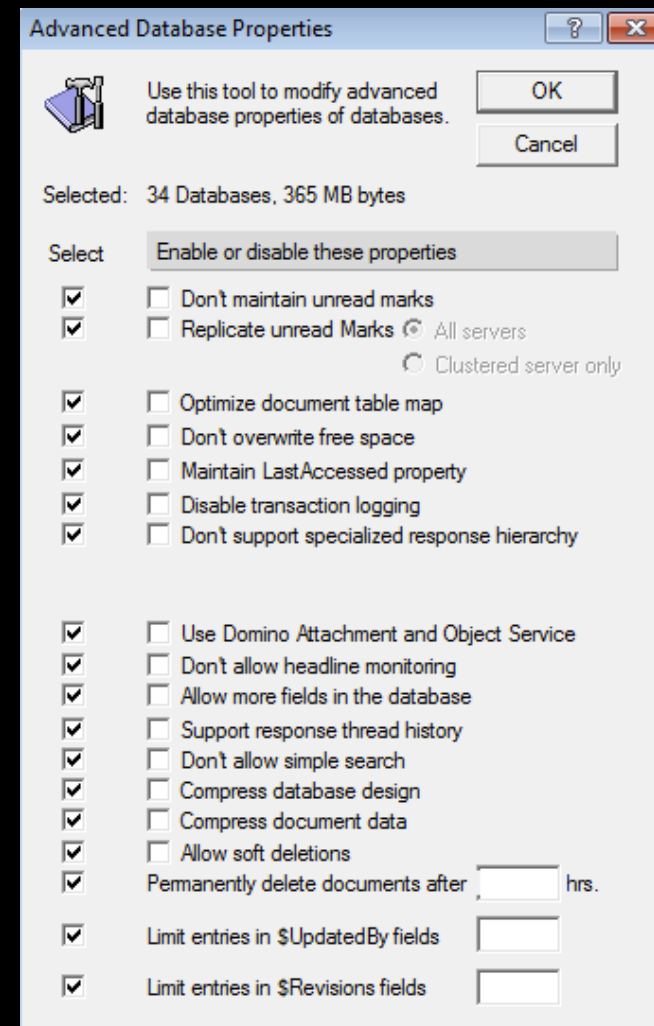 Advanced Database Properties
Use this tool to modify advanced
database properties of databases.
OK
Cancel
Selected: 34 Databases, 365 MB bytes
Select Enable or disable these properties
Don't maintain unread marks
Replicate unread Marks All servers
Clustered server only
Optimize document table map
Don't overwrite free space
Maintain LastAccessed property
Disable transaction logging
Don't support specialized response hierarchy
Use Domino Attachment and Object Service
Don't allow headline monitoring
Allow more fields in the database
Support response thread history
Don't allow simple search
Compress database design
Compress document data
Allow soft deletions
Permanently delete documents after hrs.
Limit entries in $UpdatedBy fields
Limit entries in $Revisions fields